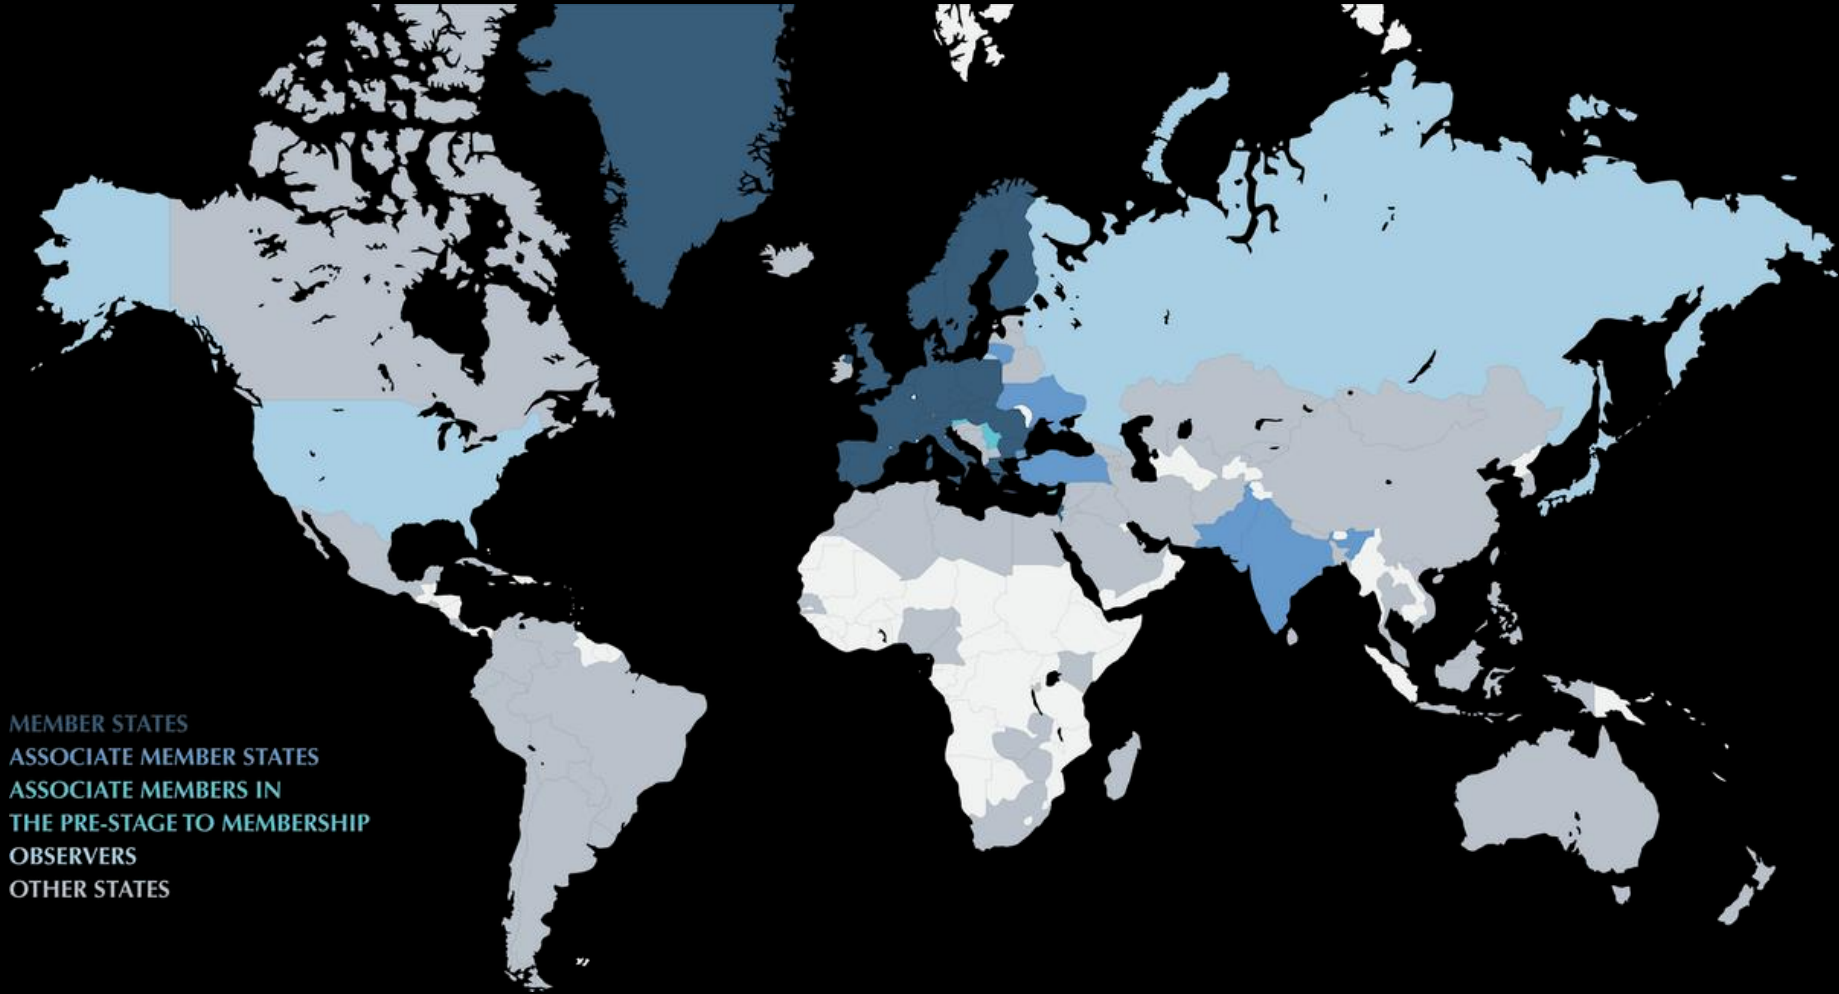 MEMBER STATES
ASSOCIATE MEMBER STATES
ASSOCIATE MEMBERS IN
THE PRE-STAGE TO MEMBERSHIP
OBSERVERS
OTHER STATES